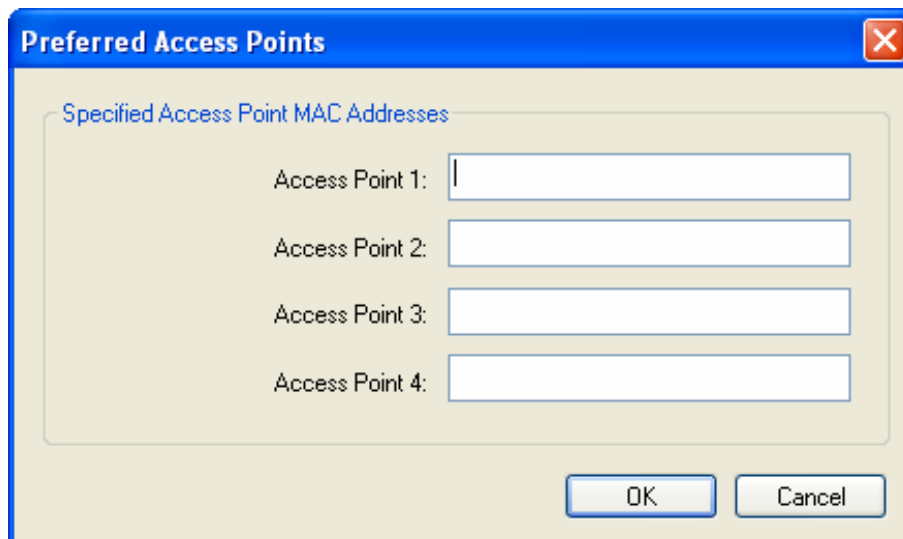 Preferred Access Points
Specified Access Point MAC Addresses
Access Point 1:
Access Point 2:
Access Point 3:
Access Point 4:
OK Cancel